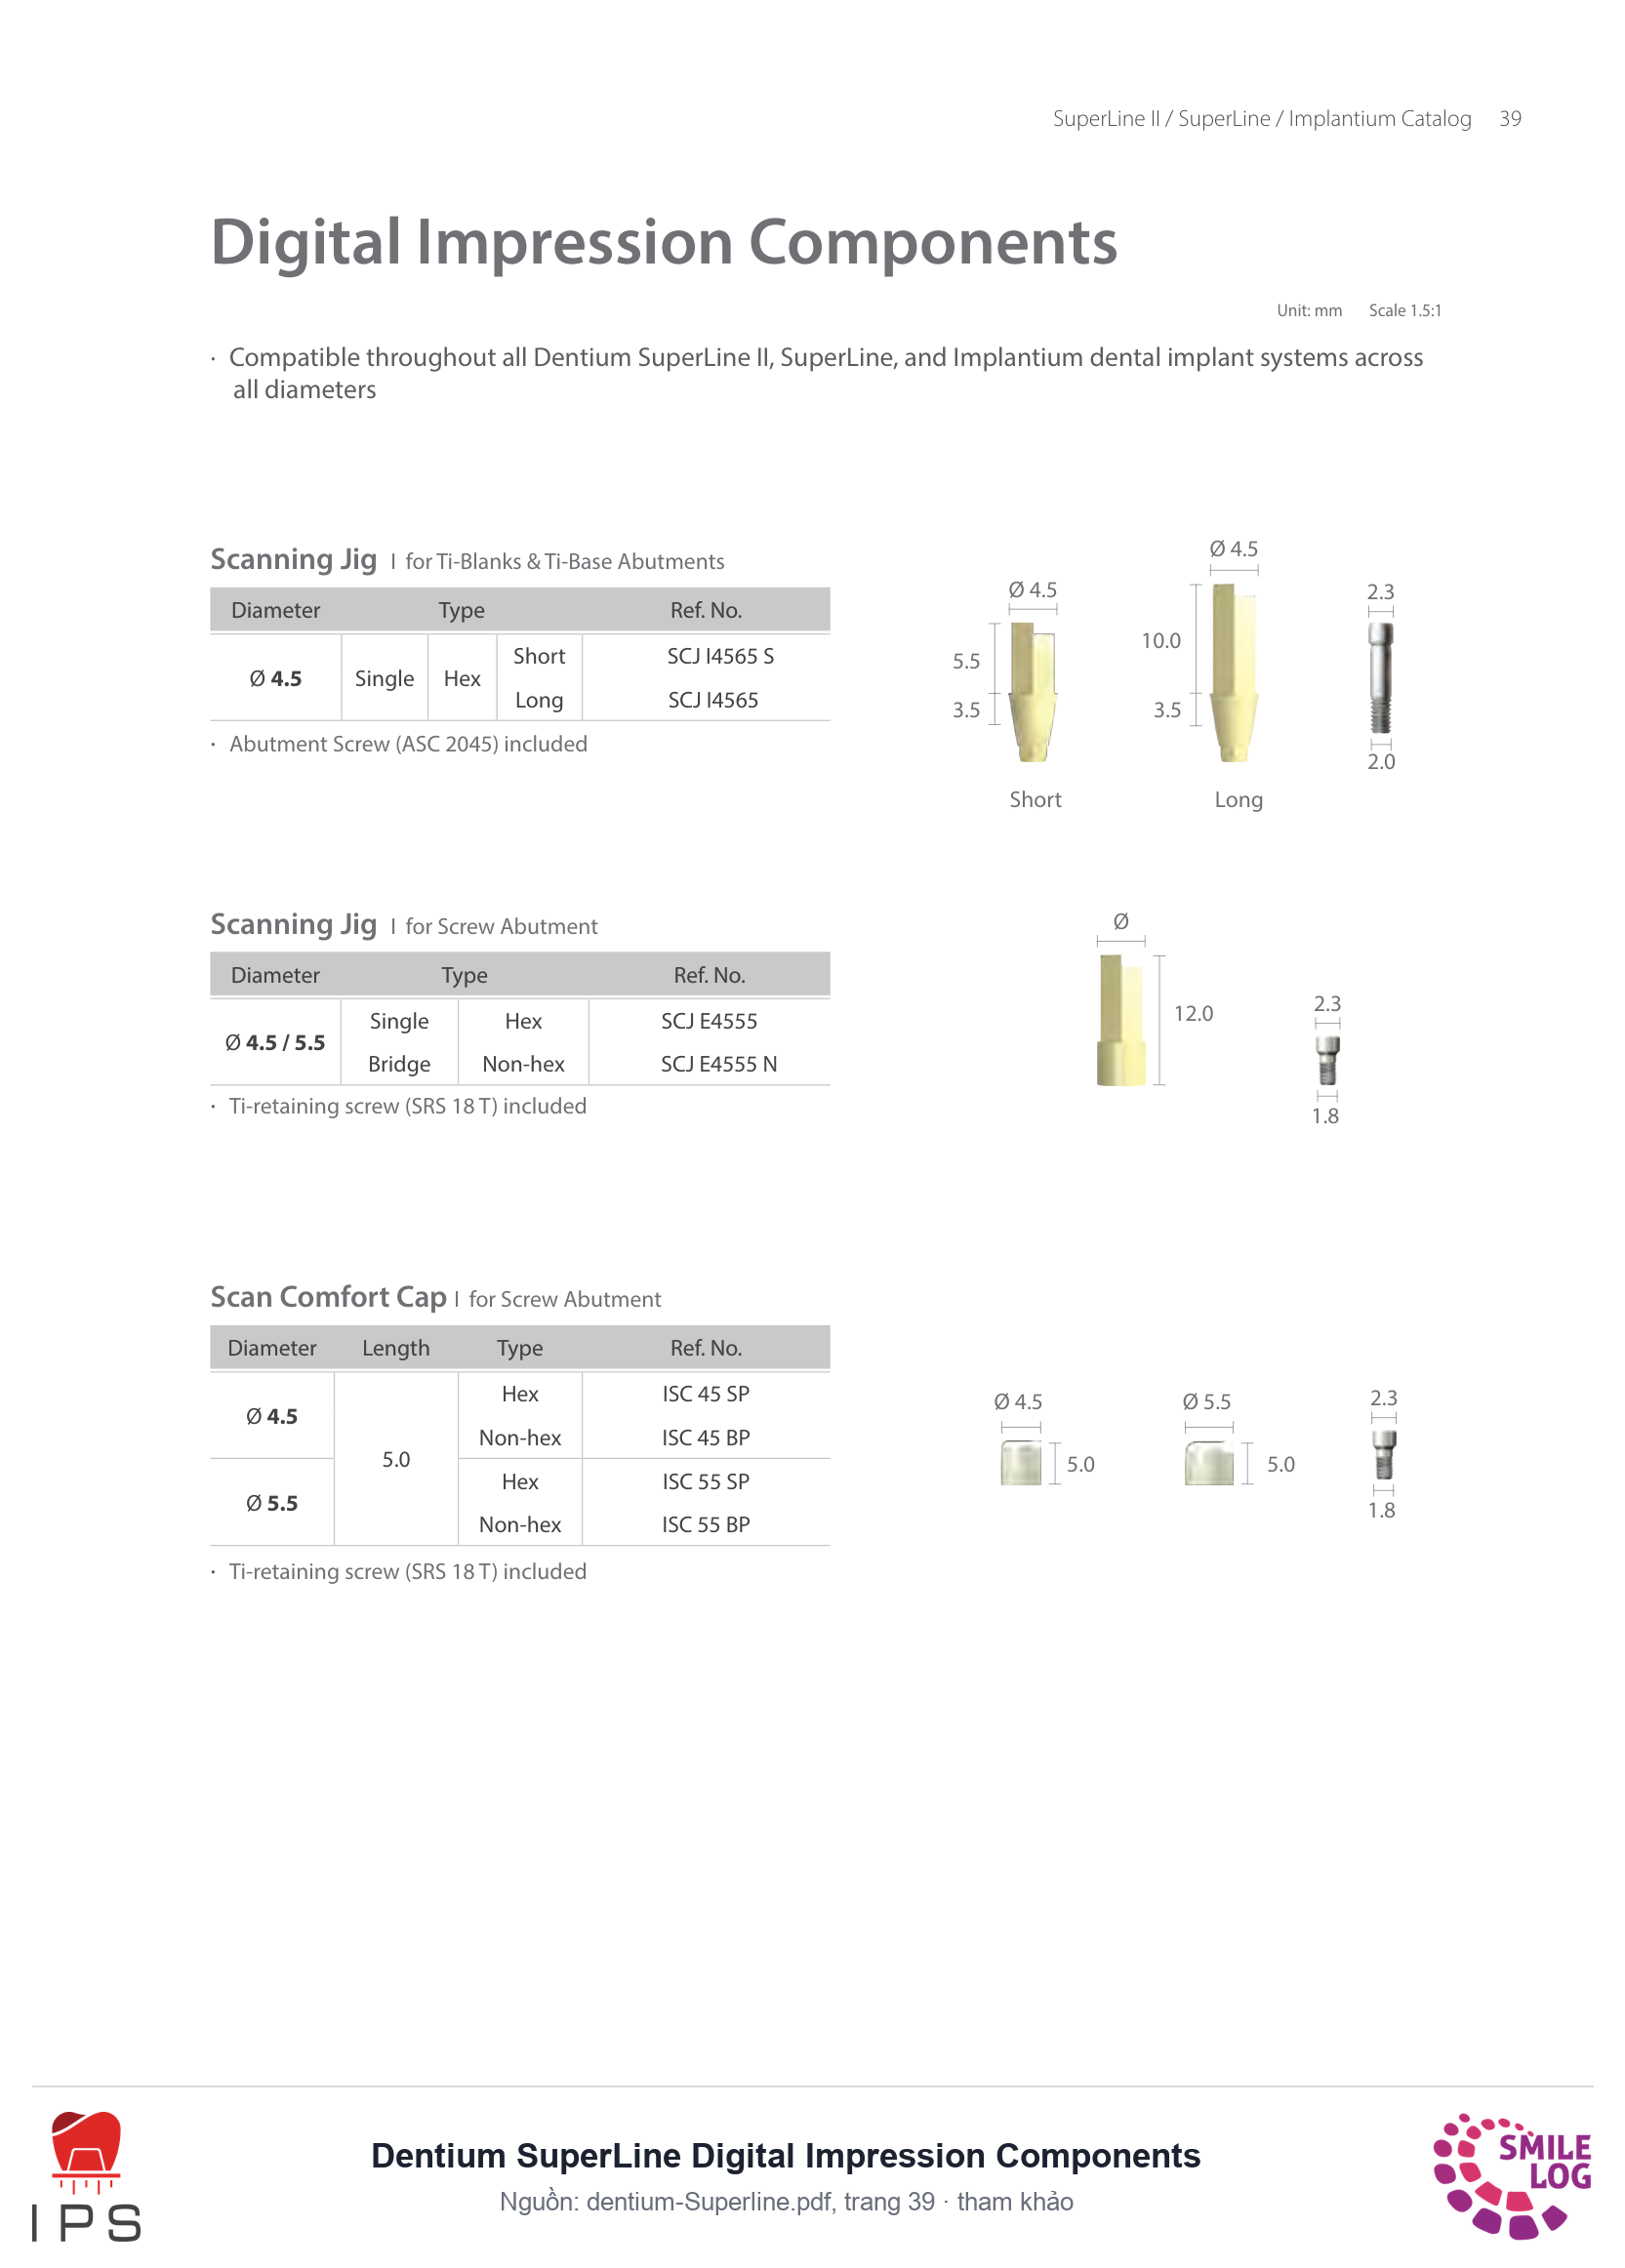 SuperLine II / SuperLine / Implantium Catalog 39
Digital Impression Components
Unit: mm Scale 1.5:1
· Compatible throughout all Dentium SuperLine II, SuperLine, and Implantium dental implant systems across
all diameters
Scanning Jig I for Ti-Blanks & Ti-Base Abutments
Diameter Type Ref. No.
Ø 4.5 Single Hex Short SCJ I4565 S
Long SCJ I4565
· Abutment Screw (ASC 2045) included
Ø 4.5
5.5
3.5
Short
Ø 4.5
10.0
3.5
Long
2.3
2.0
Scanning Jig I for Screw Abutment
Diameter Type Ref. No.
Ø 4.5 / 5.5 Single Hex SCJ E4555
Bridge Non-hex SCJ E4555 N
· Ti-retaining screw (SRS 18 T) included
Ø
12.0
2.3
1.8
Scan Comfort Cap I for Screw Abutment
Diameter Length Type Ref. No.
Ø 4.5 5.0 Hex ISC 45 SP
Non-hex ISC 45 BP
Ø 5.5 Hex ISC 55 SP
Non-hex ISC 55 BP
· Ti-retaining screw (SRS 18 T) included
Ø 4.5
5.0
Ø 5.5
5.0
2.3
1.8
IPS
Dentium SuperLine Digital Impression Components
Nguồn: dentium-Superline.pdf, trang 39 · tham khảo
SMILE
LOG